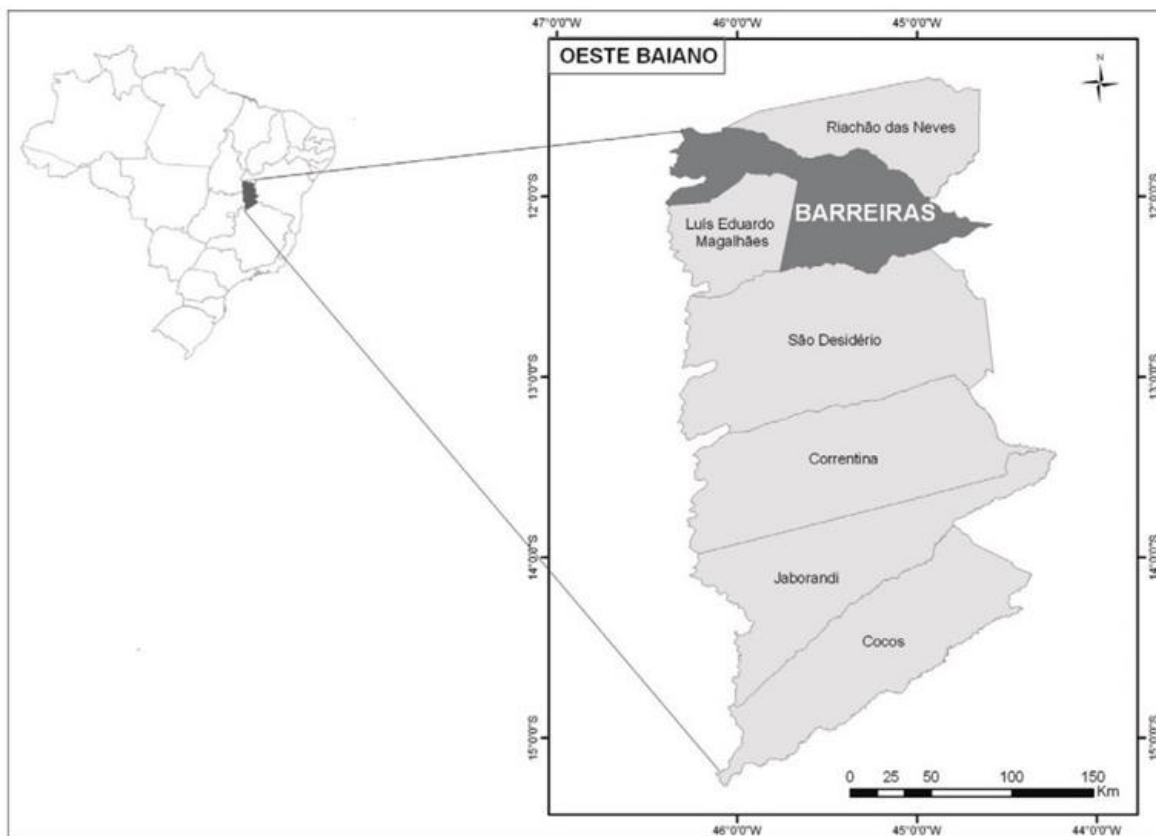 47°0'0"W 46°0'0"W 45°0'0"W
OESTE BAIANO
N
Riachão das Neves
12°0'0"S 12°0'0"S
BARREIRAS
Luís Eduardo
Magalhães
São Desidério
13°0'0"S 13°0'0"S
Correntina
14°0'0"S 14°0'0"S
Jaborandi
Cocos
15°0'0"S 15°0'0"S
0 25 50 100 150
Km
46°0'0"W 45°0'0"W 44°0'0"W